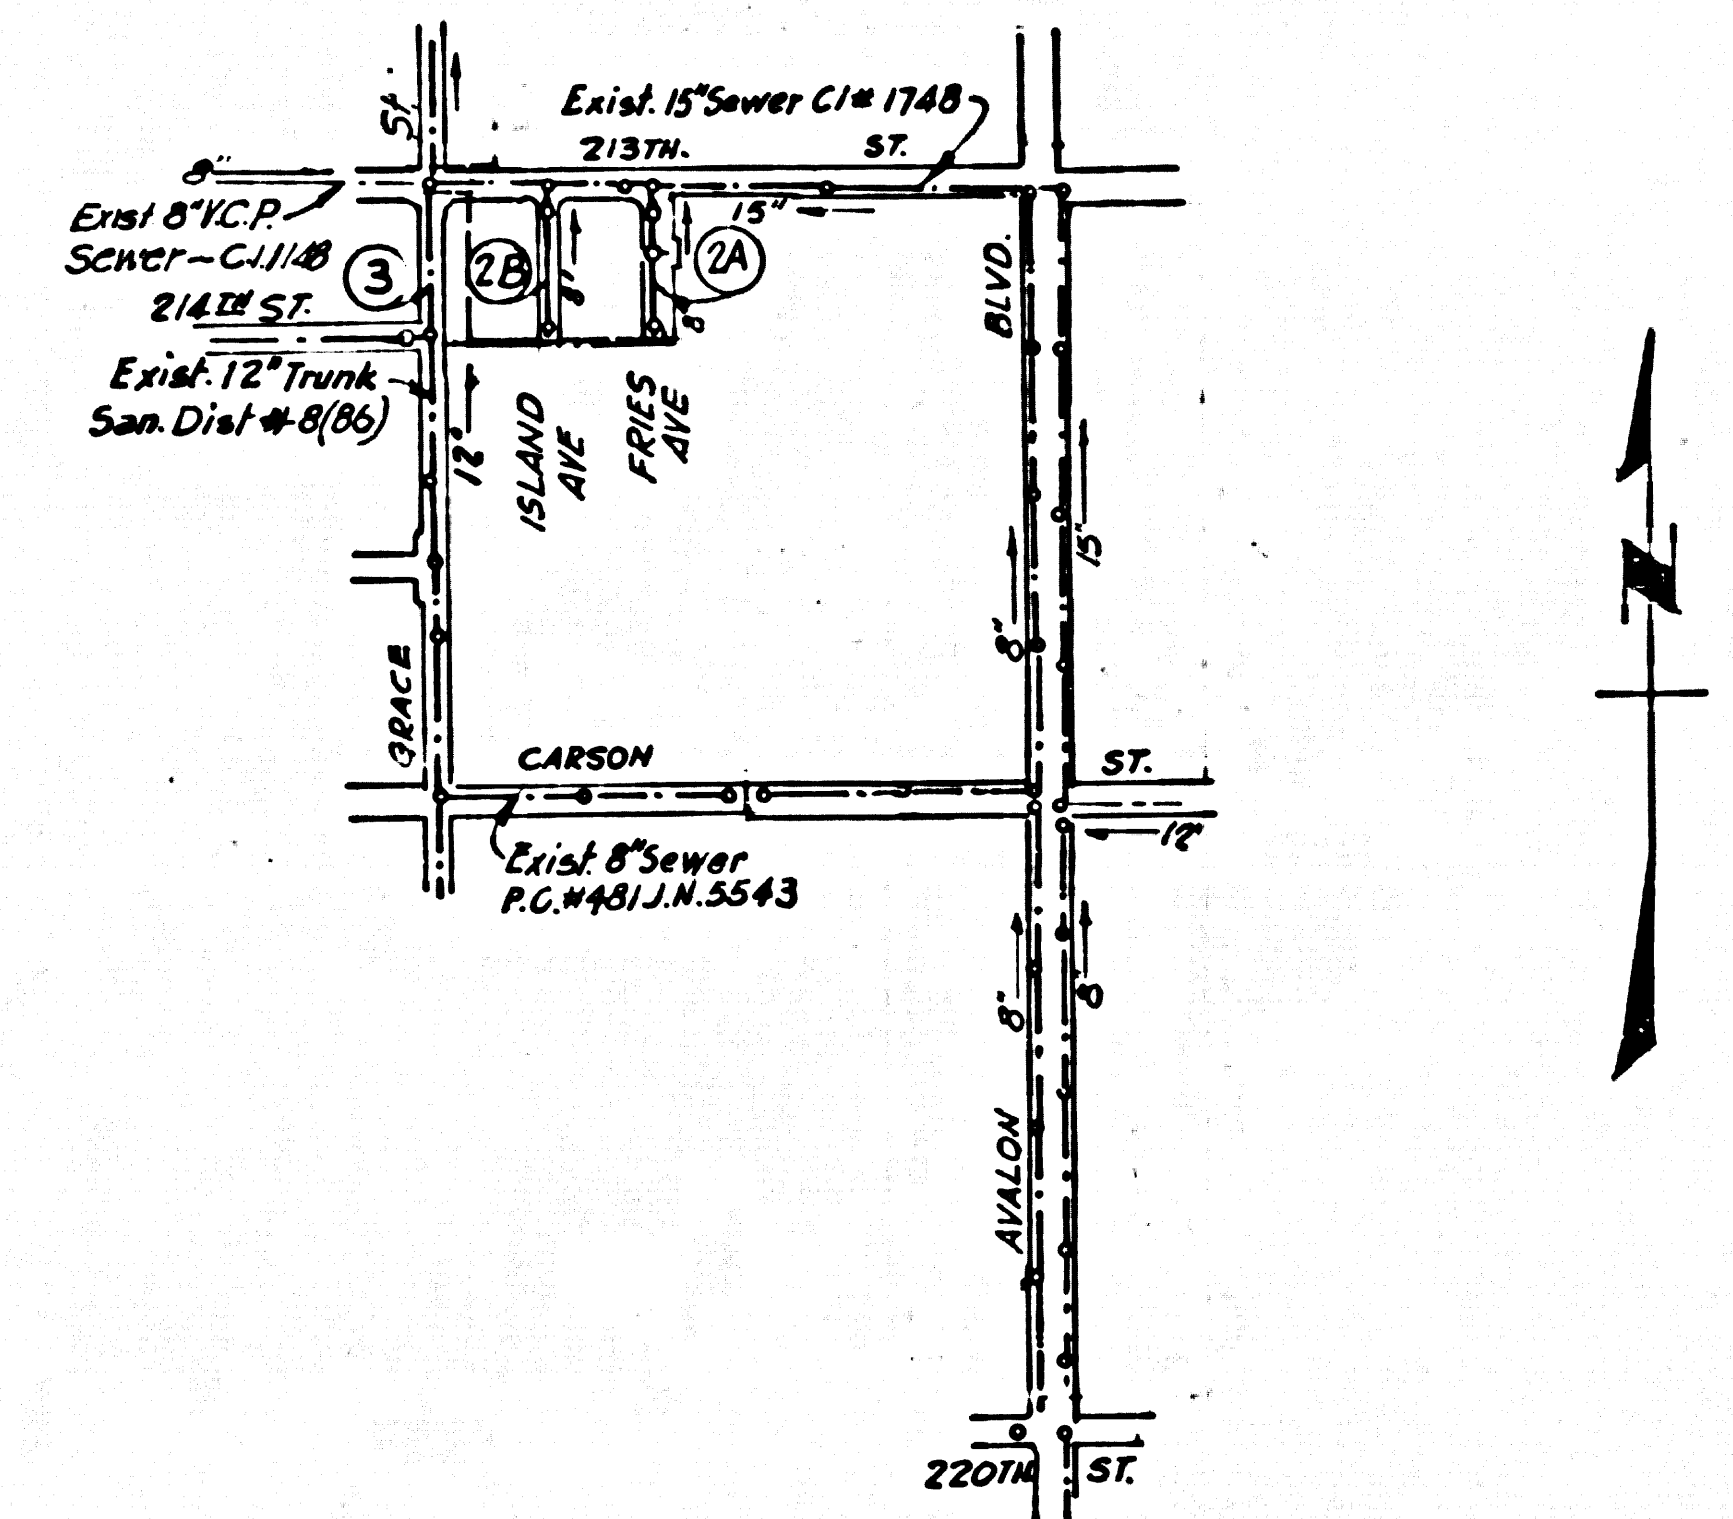 Exist. 15" Sewer CI# 1748
ST.
213TH. ST.
8"
Exist 8" V.C.P.
Sewer - C.I. 1148
15"
3
2B
2A
8"
8"
214TH ST.
BLVD.
Exist. 12" Trunk
San. Dist # 8(86)
12"
ISLAND
AVE
FRIES
AVE
15"
8"
GRACE
CARSON ST.
12"
Exist. 8" Sewer
P.C. #481 J.N. 5543
8"
8"
AVALON
N
220TH ST.